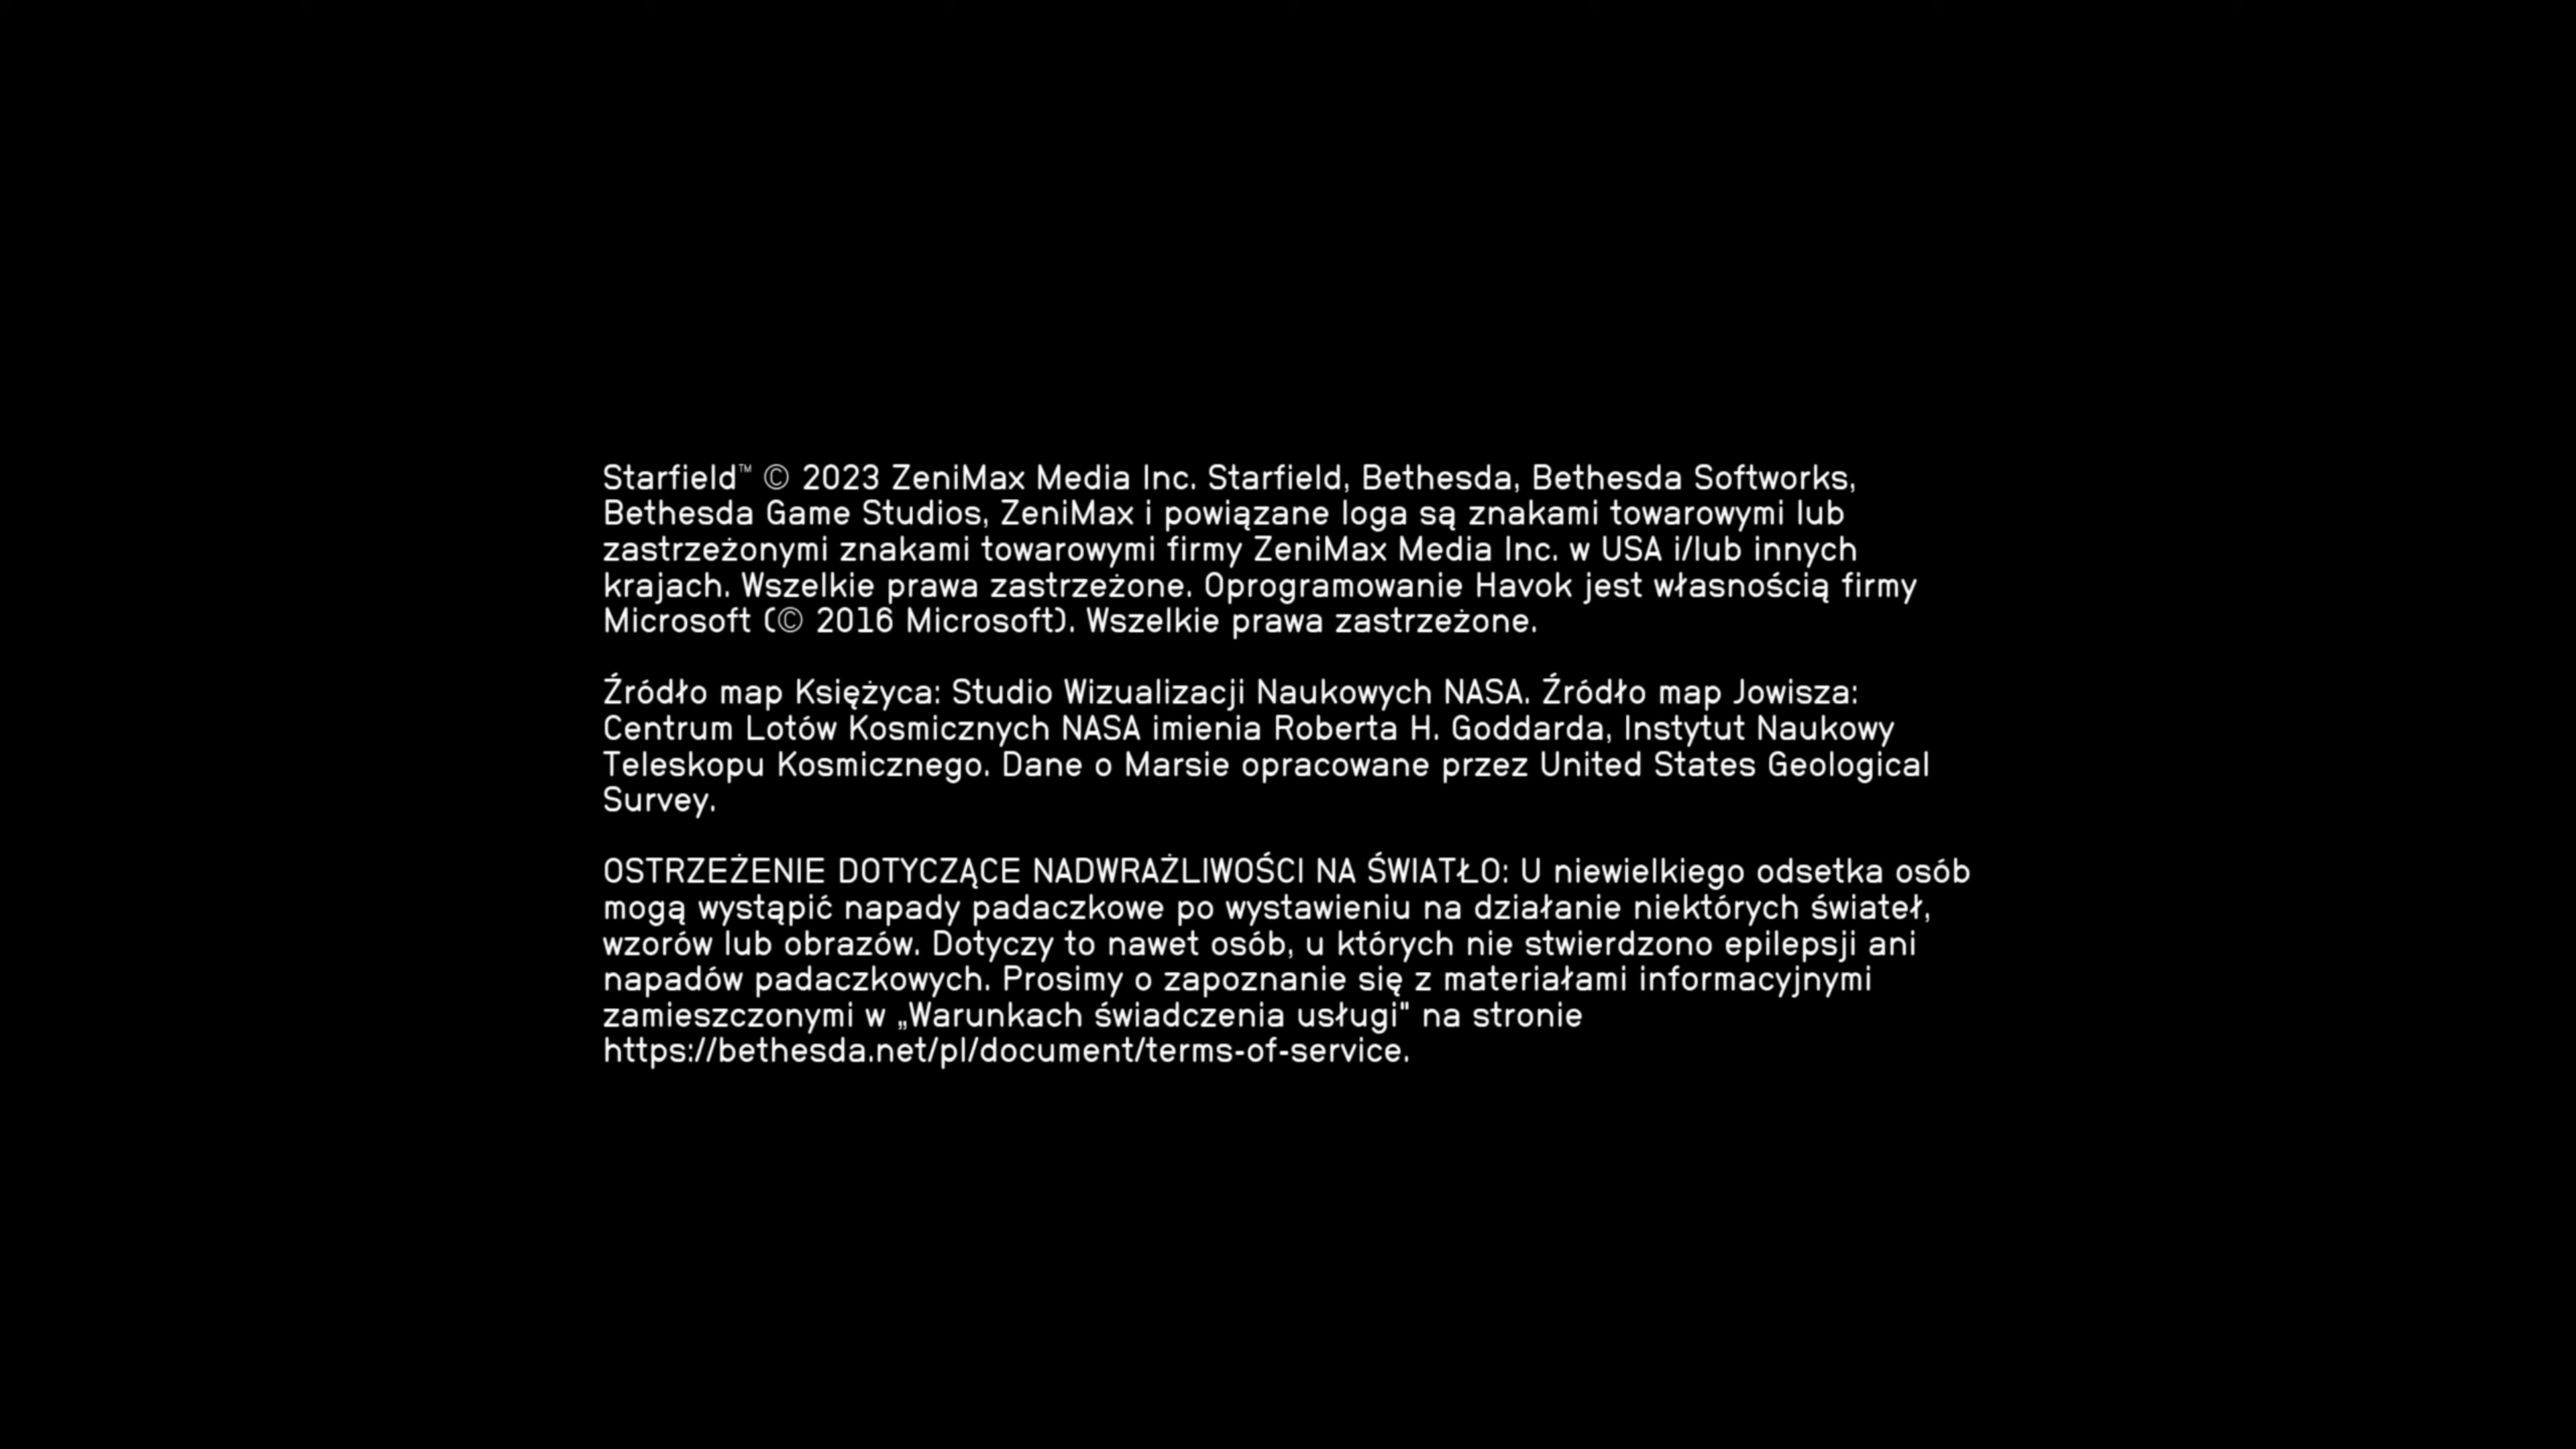 Starfield™ © 2023 ZeniMax Media Inc. Starfield, Bethesda, Bethesda Softworks,
Bethesda Game Studios, ZeniMax i powiązane loga są znakami towarowymi lub
zastrzeżonymi znakami towarowymi firmy ZeniMax Media Inc. w USA i/lub innych
krajach. Wszelkie prawa zastrzeżone. Oprogramowanie Havok jest własnością firmy
Microsoft (© 2016 Microsoft). Wszelkie prawa zastrzeżone.
Źródło map Księżyca: Studio Wizualizacji Naukowych NASA. Źródło map Jowisza:
Centrum Lotów Kosmicznych NASA imienia Roberta H. Goddarda, Instytut Naukowy
Teleskopu Kosmicznego. Dane o Marsie opracowane przez United States Geological
Survey.
OSTRZEŻENIE DOTYCZĄCE NADWRAŻLIWOŚCI NA ŚWIATŁO: U niewielkiego odsetka osób
mogą wystąpić napady padaczkowe po wystawieniu na działanie niektórych świateł,
wzorów lub obrazów. Dotyczy to nawet osób, u których nie stwierdzono epilepsji ani
napadów padaczkowych. Prosimy o zapoznanie się z materiałami informacyjnymi
zamieszczonymi w „Warunkach świadczenia usługi" na stronie
https://bethesda.net/pl/document/terms-of-service.